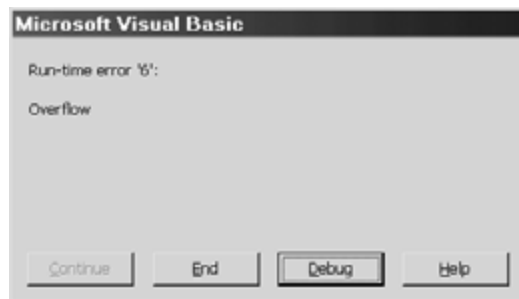 Microsoft Visual Basic
Run-time error '6':
Overflow
Continue End Debug Help